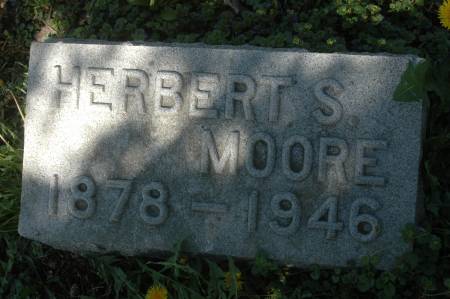 HERBERT S.
MOORE
1878 – 1946